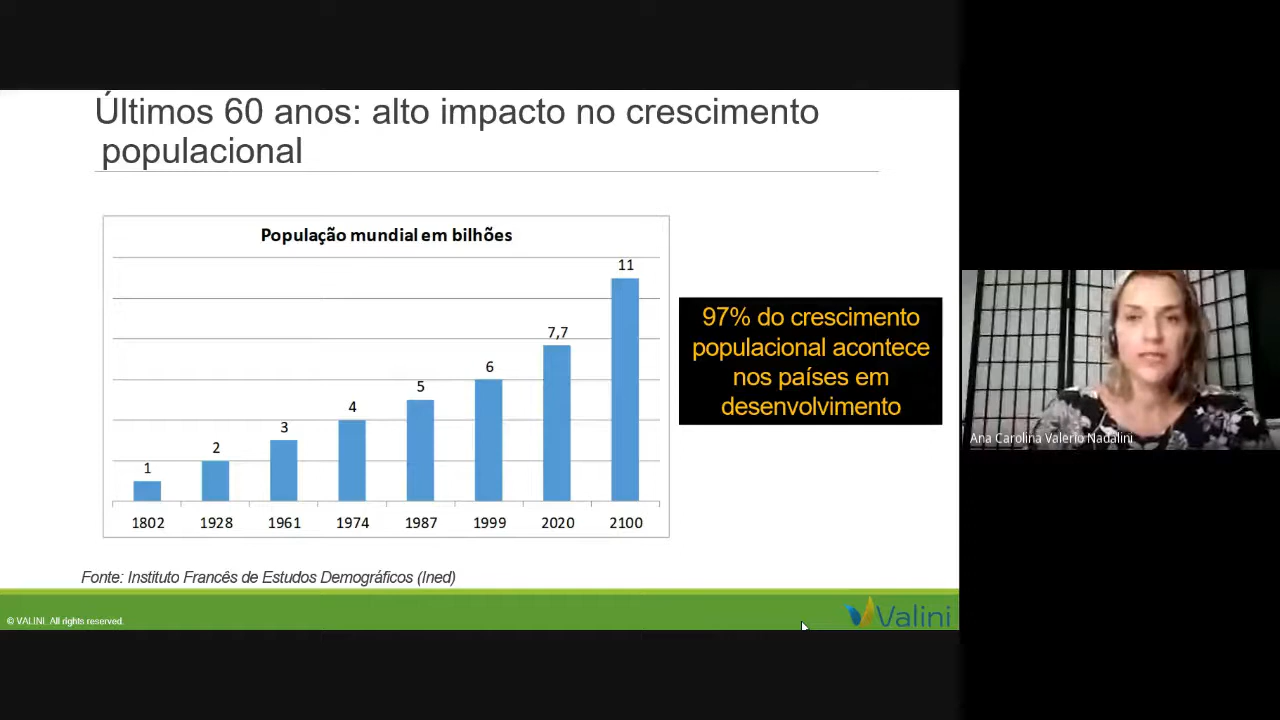 Últimos 60 anos: alto impacto no crescimento
populacional
População mundial em bilhões
11
7,7
6
5
4
3
2
1
1802 1928 1961 1974 1987 1999 2020 2100
97% do crescimento
populacional acontece
nos países em
desenvolvimento
Ana Carolina Valerio Nadalini
Fonte: Instituto Francês de Estudos Demográficos (Ined)
© VALINI. All rights reserved.
Valini